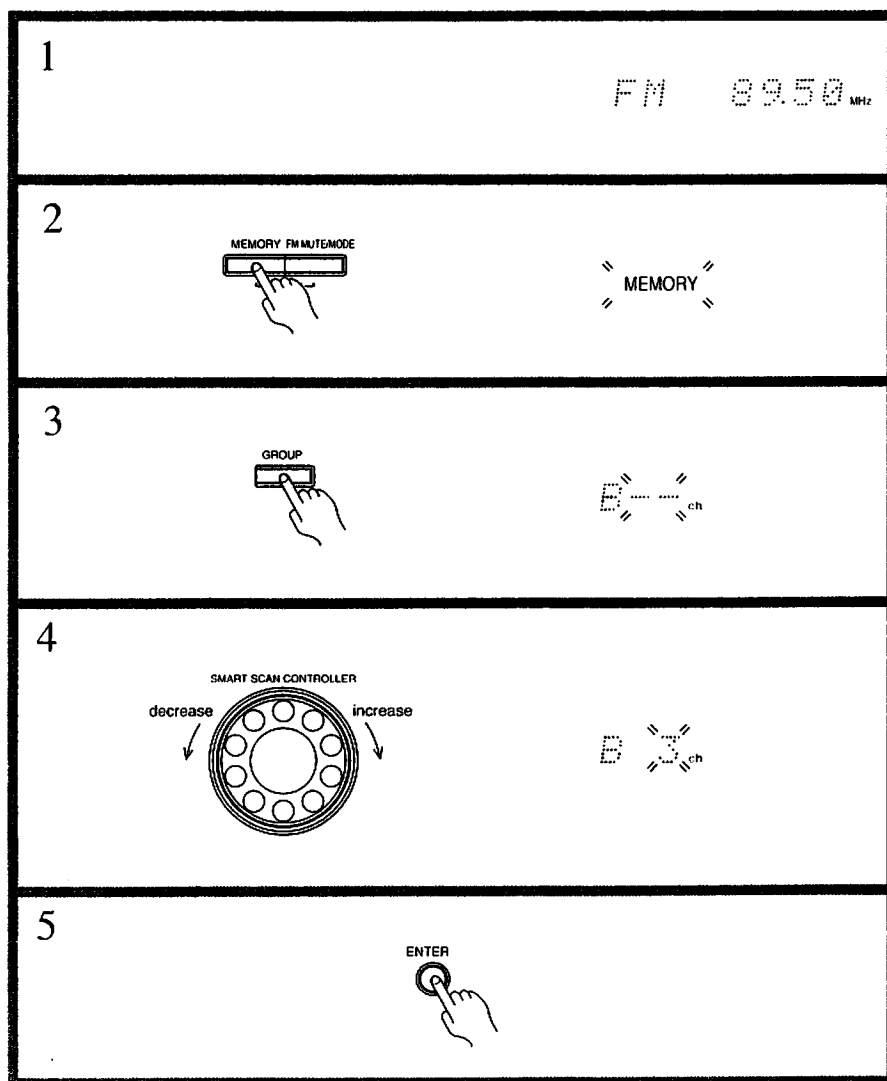 1
FM 89.50 MHz
2
MEMORY FM MUTE/MODE
MEMORY
3
GROUP
B -- ch
4
SMART SCAN CONTROLLER
decrease increase
B 3 ch
5
ENTER